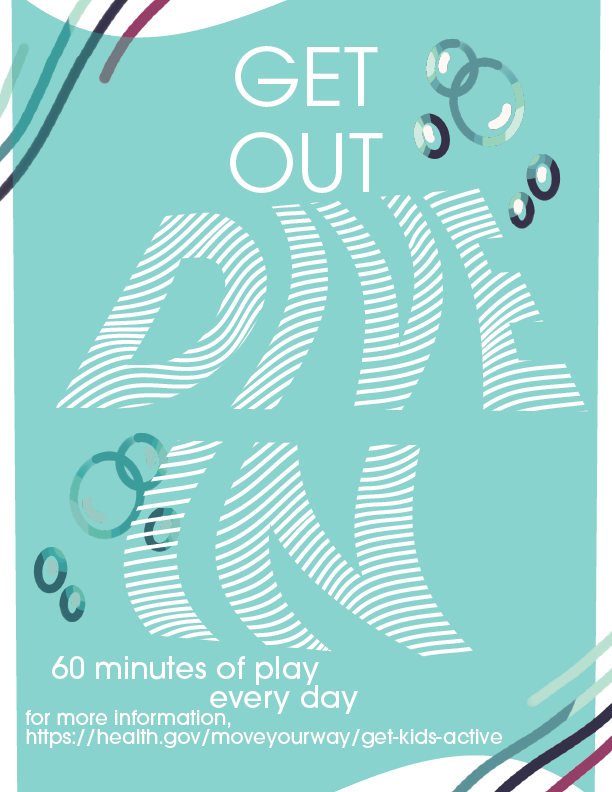 GET
OUT
DIVE
IN
60 minutes of play
every day
for more information,
https://health.gov/moveyourway/get-kids-active